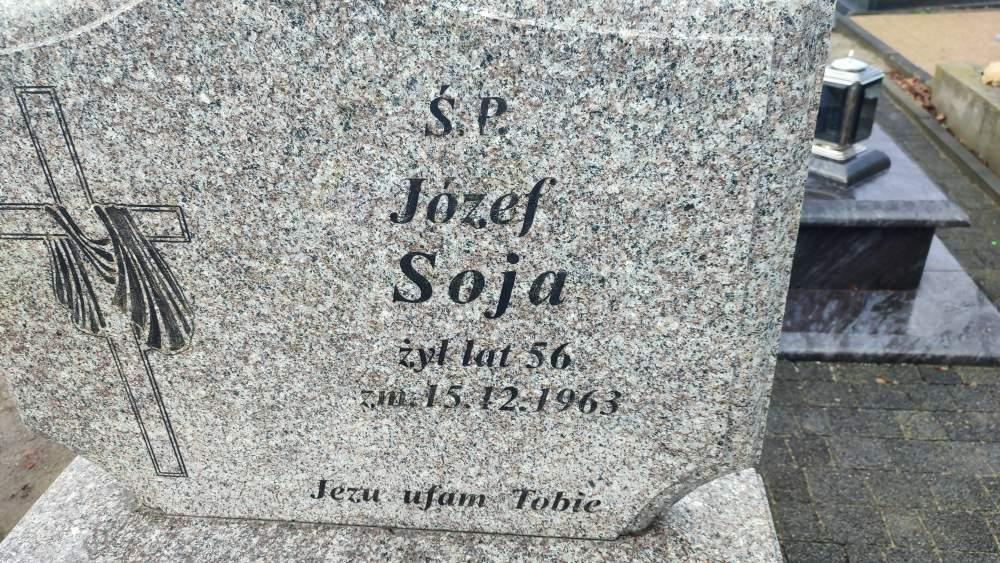 Ś.P.
Józef
Soja
żył lat 56
zm.15.12.1963
Jezu ufam Tobie